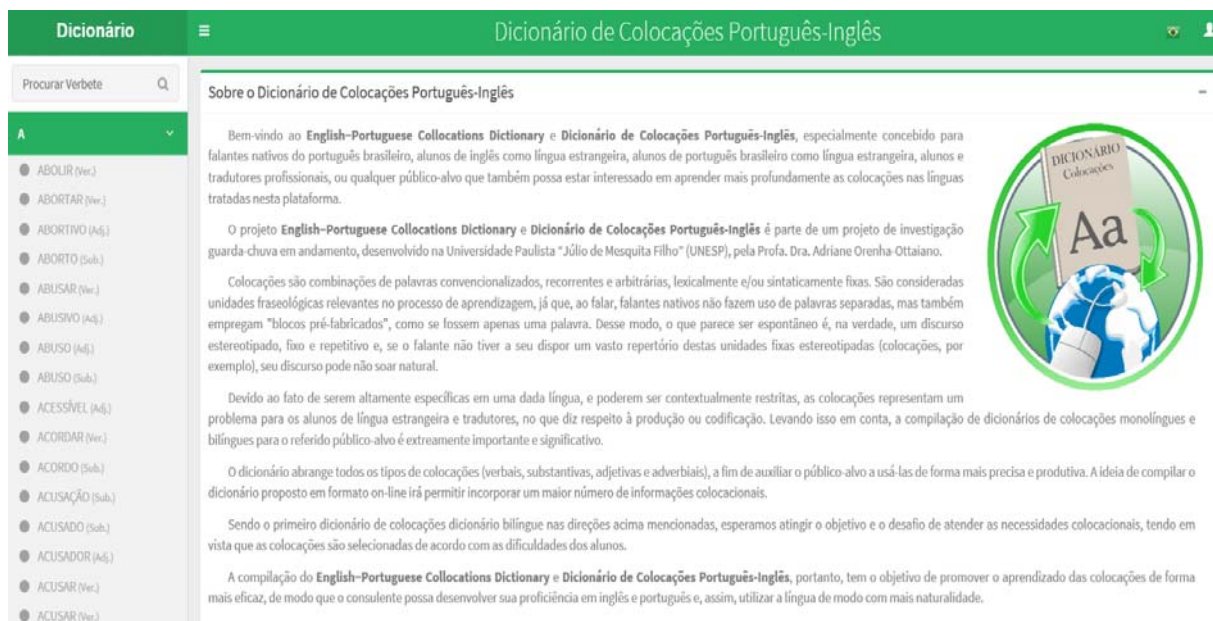 Dicionário
Dicionário de Colocações Português-Inglês
Procurar Verbete
A
ABOLIR (Ver.)
ABORTAR (Ver.)
ABORTIVO (Adj.)
ABORTO (Sub.)
ABUSAR (Ver.)
ABUSIVO (Adj.)
ABUSO (Adj.)
ABUSO (Sub.)
ACESSÍVEL (Adj.)
ACORDAR (Ver.)
ACORDO (Sub.)
ACUSAÇÃO (Sub.)
ACUSADO (Sub.)
ACUSADOR (Adj.)
ACUSAR (Ver.)
ACUSAR (Ver.)
Sobre o Dicionário de Colocações Português-Inglês
Bem-vindo ao English–Portuguese Collocations Dictionary e Dicionário de Colocações Português-Inglês, especialmente concebido para
falantes nativos do português brasileiro, alunos de inglês como língua estrangeira, alunos de português brasileiro como língua estrangeira, alunos e
tradutores profissionais, ou qualquer público-alvo que também possa estar interessado em aprender mais profundamente as colocações nas línguas
tratadas nesta plataforma.
O projeto English–Portuguese Collocations Dictionary e Dicionário de Colocações Português-Inglês é parte de um projeto de investigação
guarda-chuva em andamento, desenvolvido na Universidade Paulista "Júlio de Mesquita Filho" (UNESP), pela Profa. Dra. Adriane Orenha-Ottaiano.
Colocações são combinações de palavras convencionalizados, recorrentes e arbitrárias, lexicalmente e/ou sintaticamente fixas. São consideradas
unidades fraseológicas relevantes no processo de aprendizagem, já que, ao falar, falantes nativos não fazem uso de palavras separadas, mas também
empregam "blocos pré-fabricados", como se fossem apenas uma palavra. Desse modo, o que parece ser espontâneo é, na verdade, um discurso
estereotipado, fixo e repetitivo e, se o falante não tiver a seu dispor um vasto repertório destas unidades fixas estereotipadas (colocações, por
exemplo), seu discurso pode não soar natural.
Devido ao fato de serem altamente específicas em uma dada língua, e poderem ser contextualmente restritas, as colocações representam um
problema para os alunos de língua estrangeira e tradutores, no que diz respeito à produção ou codificação. Levando isso em conta, a compilação de dicionários de colocações monolíngues e
bilíngues para o referido público-alvo é extreamente importante e significativo.
O dicionário abrange todos os tipos de colocações (verbais, substantivas, adjetivas e adverbiais), a fim de auxiliar o público-alvo a usá-las de forma mais precisa e produtiva. A ideia de compilar o
dicionário proposto em formato on-line irá permitir incorporar um maior número de informações colocacionais.
Sendo o primeiro dicionário de colocações dicionário bilíngue nas direções acima mencionadas, esperamos atingir o objetivo e o desafio de atender as necessidades colocacionais, tendo em
vista que as colocações são selecionadas de acordo com as dificuldades dos alunos.
A compilação do English–Portuguese Collocations Dictionary e Dicionário de Colocações Português-Inglês, portanto, tem o objetivo de promover o aprendizado das colocações de forma
mais eficaz, de modo que o consulente possa desenvolver sua proficiência em inglês e português e, assim, utilizar a língua de modo com mais naturalidade.
DICIONÁRIO
Colocações
Aa